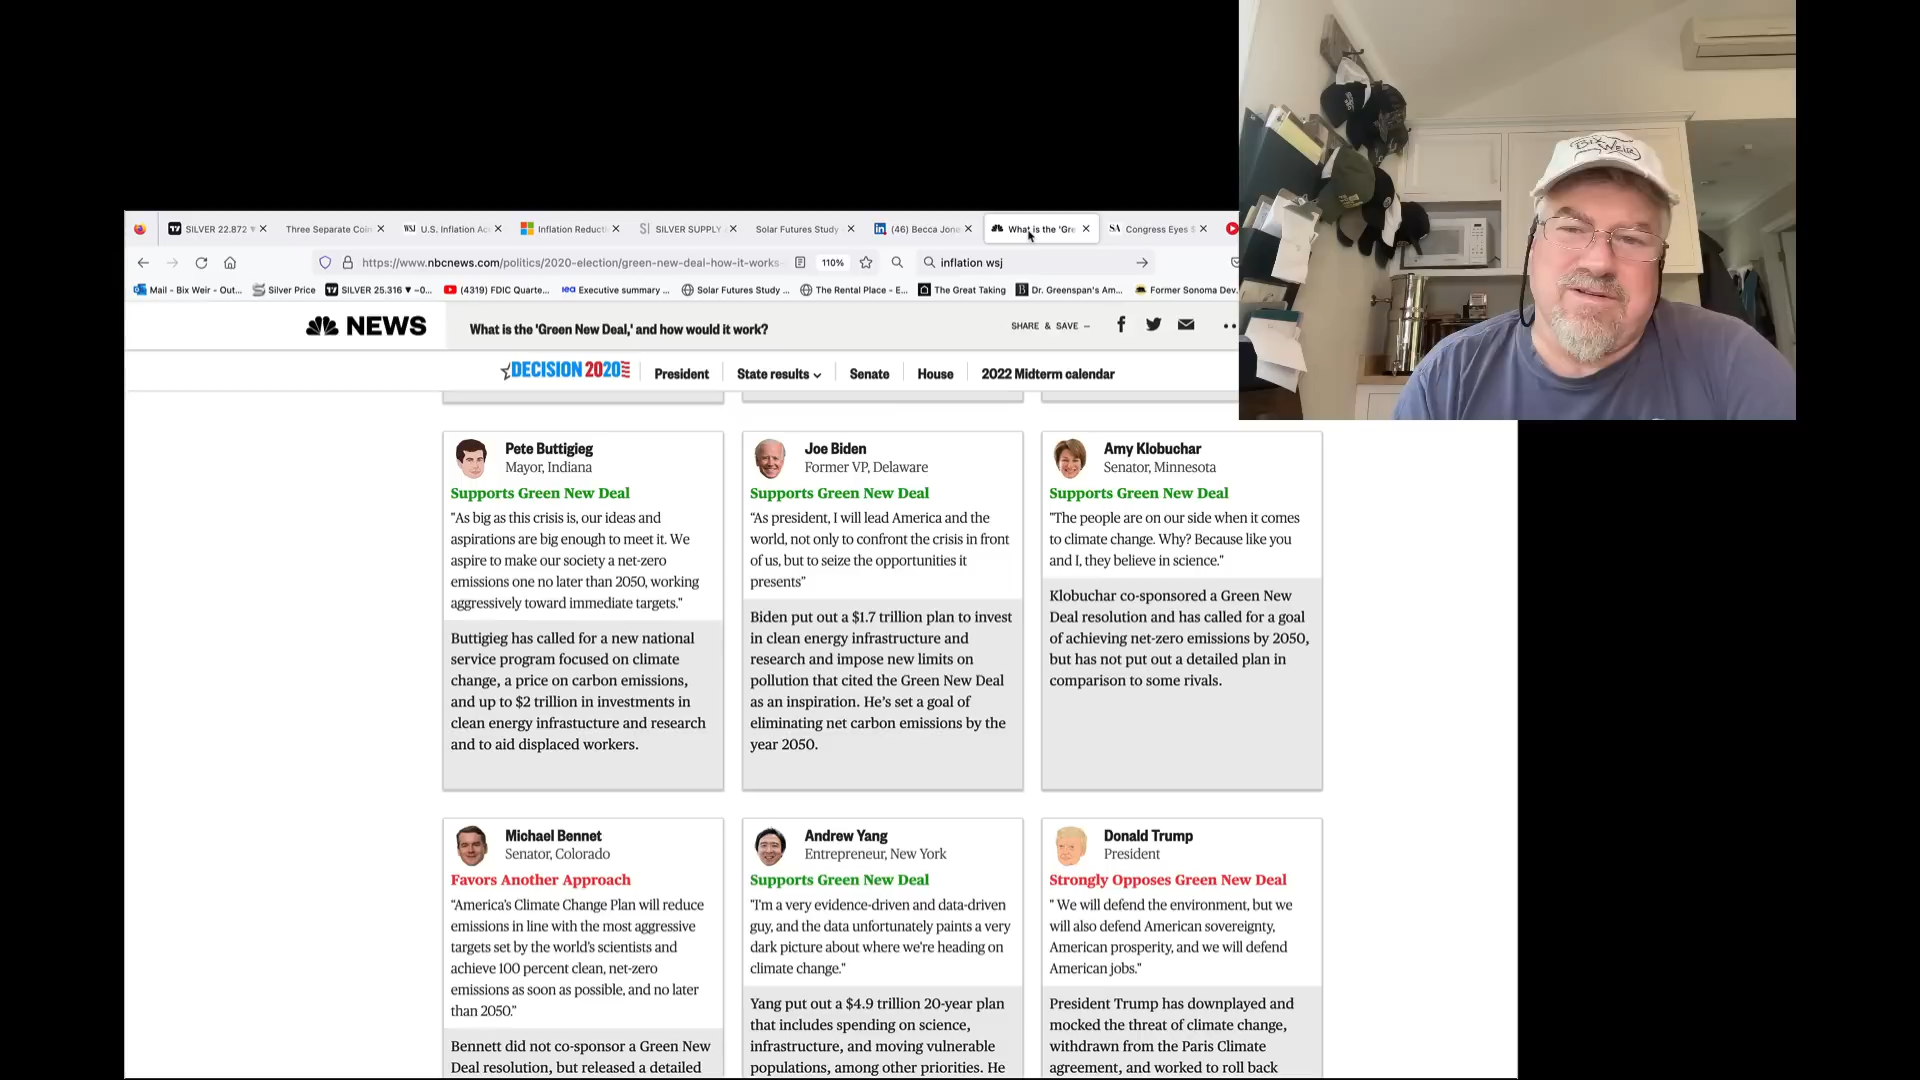 SILVER 22.872
Three Separate Coin
WSJ U.S. Inflation Ac
Inflation Reducti
SILVER SUPPLY
Solar Futures Study
(46) Becca Jone
What is the 'Gre
SA Congress Eyes
https://www.nbcnews.com/politics/2020-election/green-new-deal-how-it-works-
110%
inflation wsj
Mail - Bix Weir - Out...
Silver Price
SILVER 25.316 ▼ −0...
(4319) FDIC Quarte...
iea Executive summary ...
Solar Futures Study ...
The Rental Place - E...
The Great Taking
Dr. Greenspan's Am...
Former Sonoma Dev.
NEWS
What is the 'Green New Deal,' and how would it work?
SHARE & SAVE —
DECISION 2020
President
State results
Senate
House
2022 Midterm calendar
Pete Buttigieg
Mayor, Indiana
Supports Green New Deal
"As big as this crisis is, our ideas and
aspirations are big enough to meet it. We
aspire to make our society a net-zero
emissions one no later than 2050, working
aggressively toward immediate targets."
Buttigieg has called for a new national
service program focused on climate
change, a price on carbon emissions,
and up to $2 trillion in investments in
clean energy infrastucture and research
and to aid displaced workers.
Joe Biden
Former VP, Delaware
Supports Green New Deal
“As president, I will lead America and the
world, not only to confront the crisis in front
of us, but to seize the opportunities it
presents”
Biden put out a $1.7 trillion plan to invest
in clean energy infrastructure and
research and impose new limits on
pollution that cited the Green New Deal
as an inspiration. He’s set a goal of
eliminating net carbon emissions by the
year 2050.
Amy Klobuchar
Senator, Minnesota
Supports Green New Deal
"The people are on our side when it comes
to climate change. Why? Because like you
and I, they believe in science."
Klobuchar co-sponsored a Green New
Deal resolution and has called for a goal
of achieving net-zero emissions by 2050,
but has not put out a detailed plan in
comparison to some rivals.
Michael Bennet
Senator, Colorado
Favors Another Approach
“America’s Climate Change Plan will reduce
emissions in line with the most aggressive
targets set by the world’s scientists and
achieve 100 percent clean, net-zero
emissions as soon as possible, and no later
than 2050.”
Bennett did not co-sponsor a Green New
Deal resolution, but released a detailed
Andrew Yang
Entrepreneur, New York
Supports Green New Deal
"I'm a very evidence-driven and data-driven
guy, and the data unfortunately paints a very
dark picture about where we're heading on
climate change."
Yang put out a $4.9 trillion 20-year plan
that includes spending on science,
infrastructure, and moving vulnerable
populations, among other priorities. He
Donald Trump
President
Strongly Opposes Green New Deal
" We will defend the environment, but we
will also defend American sovereignty,
American prosperity, and we will defend
American jobs."
President Trump has downplayed and
mocked the threat of climate change,
withdrawn from the Paris Climate
agreement, and worked to roll back
Bix Weir